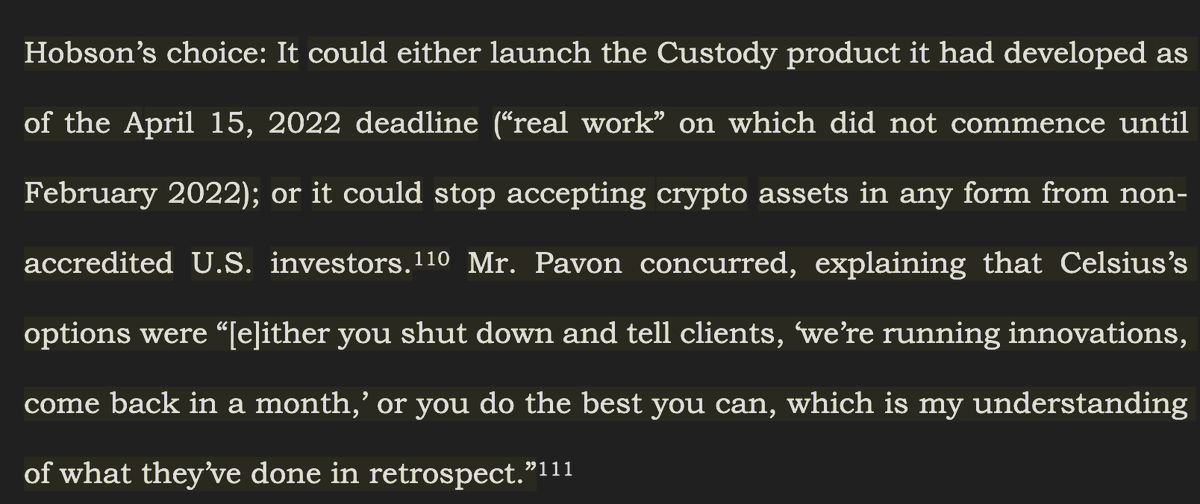 Hobson’s choice: It could either launch the Custody product it had developed as
of the April 15, 2022 deadline (“real work” on which did not commence until
February 2022); or it could stop accepting crypto assets in any form from non-
accredited U.S. investors.110 Mr. Pavon concurred, explaining that Celsius’s
options were “[e]ither you shut down and tell clients, ‘we’re running innovations,
come back in a month,’ or you do the best you can, which is my understanding
of what they’ve done in retrospect.”111